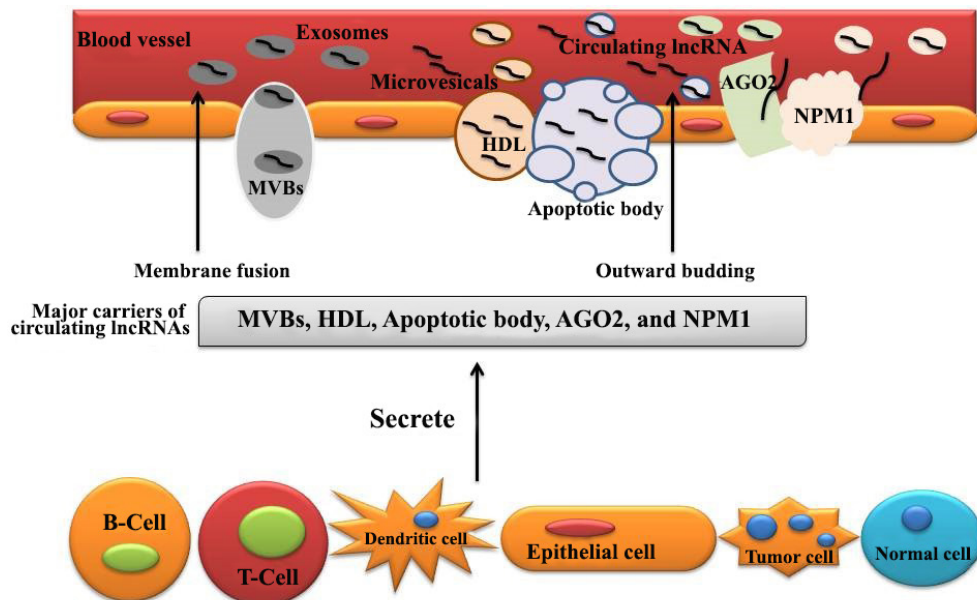 Blood vessel
Exosomes
Circulating lncRNA
Microvesicals
AGO2
NPM1
HDL
MVBs
Apoptotic body
Membrane fusion
Outward budding
Major carriers of
circulating lncRNAs
MVBs, HDL, Apoptotic body, AGO2, and NPM1
Secrete
B-Cell
T-Cell
Dendritic cell
Epithelial cell
Tumor cell
Normal cell